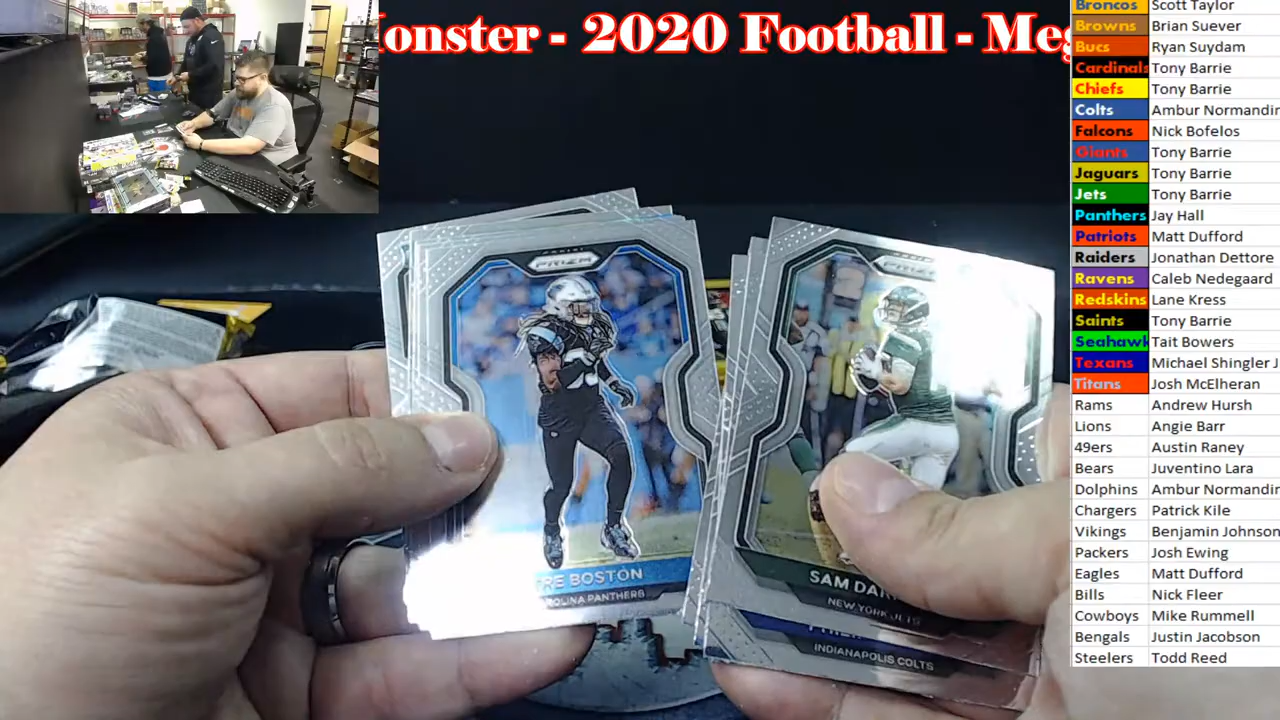 onster - 2020 Football - Meg
Broncos Scott Taylor
Browns Brian Suever
Bucs Ryan Suydam
Cardinals Tony Barrie
Chiefs Tony Barrie
Colts Ambur Normandin
Falcons Nick Bofelos
Giants Tony Barrie
Jaguars Tony Barrie
Jets Tony Barrie
Panthers Jay Hall
Patriots Matt Dufford
Raiders Jonathan Dettore
Ravens Caleb Nedegaard
Redskins Lane Kress
Saints Tony Barrie
Seahawk Tait Bowers
Texans Michael Shingler J
Titans Josh McElheran
Rams Andrew Hursh
Lions Angie Barr
49ers Austin Raney
Bears Juventino Lara
Dolphins Ambur Normandin
Chargers Patrick Kile
Vikings Benjamin Johnson
Packers Josh Ewing
Eagles Matt Dufford
Bills Nick Fleer
Cowboys Mike Rummell
Bengals Justin Jacobson
Steelers Todd Reed
PANINI
PRIZM
RE BOSTON
OLINA PANTHERS
PRIZM
SAM DAR
NEW YORK JETS
INDIANAPOLIS COLTS